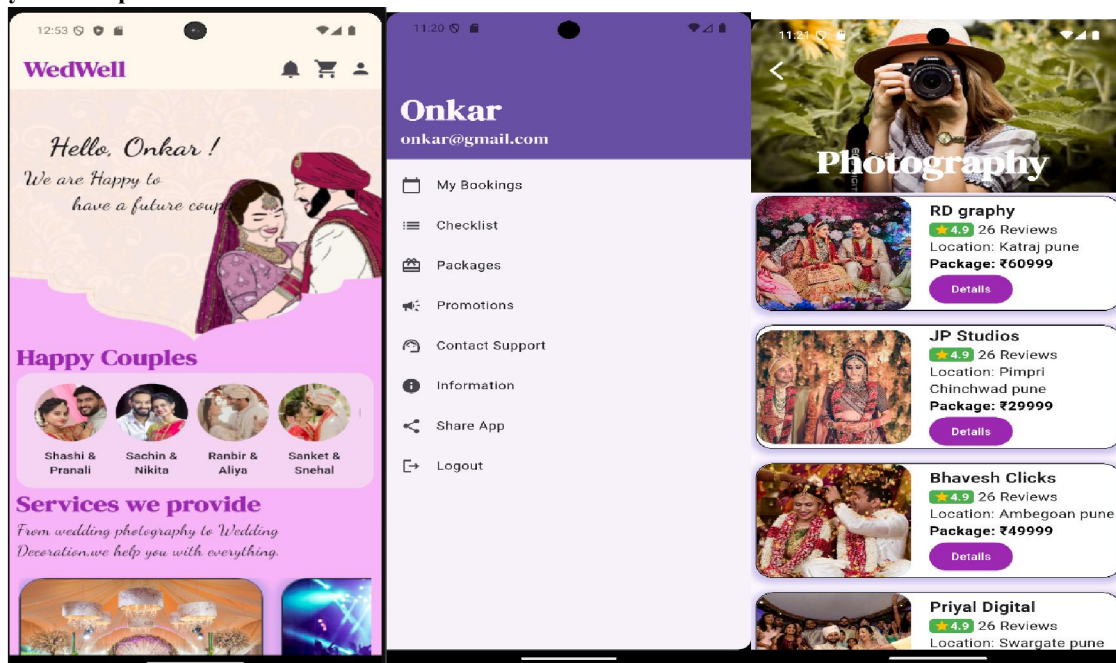 12:53
WedWell
Hello, Onkar !
We are Happy to
have a future coup
Happy Couples
Shashi &
Pranali
Sachin &
Nikita
Ranbir &
Aliya
Sanket &
Snehal
Services we provide
From wedding photography to Wedding
Decoration,we help you with everything.
11:20
Onkar
onkar@gmail.com
My Bookings
Checklist
Packages
Promotions
Contact Support
Information
Share App
Logout
11:21
Photography
RD graphy
4.9 26 Reviews
Location: Katraj pune
Package: ₹60999
Details
JP Studios
4.9 26 Reviews
Location: Pimpri
Chinchwad pune
Package: ₹29999
Details
Bhavesh Clicks
4.9 26 Reviews
Location: Ambegoan pune
Package: ₹49999
Details
Priyal Digital
4.9 26 Reviews
Location: Swargate pune